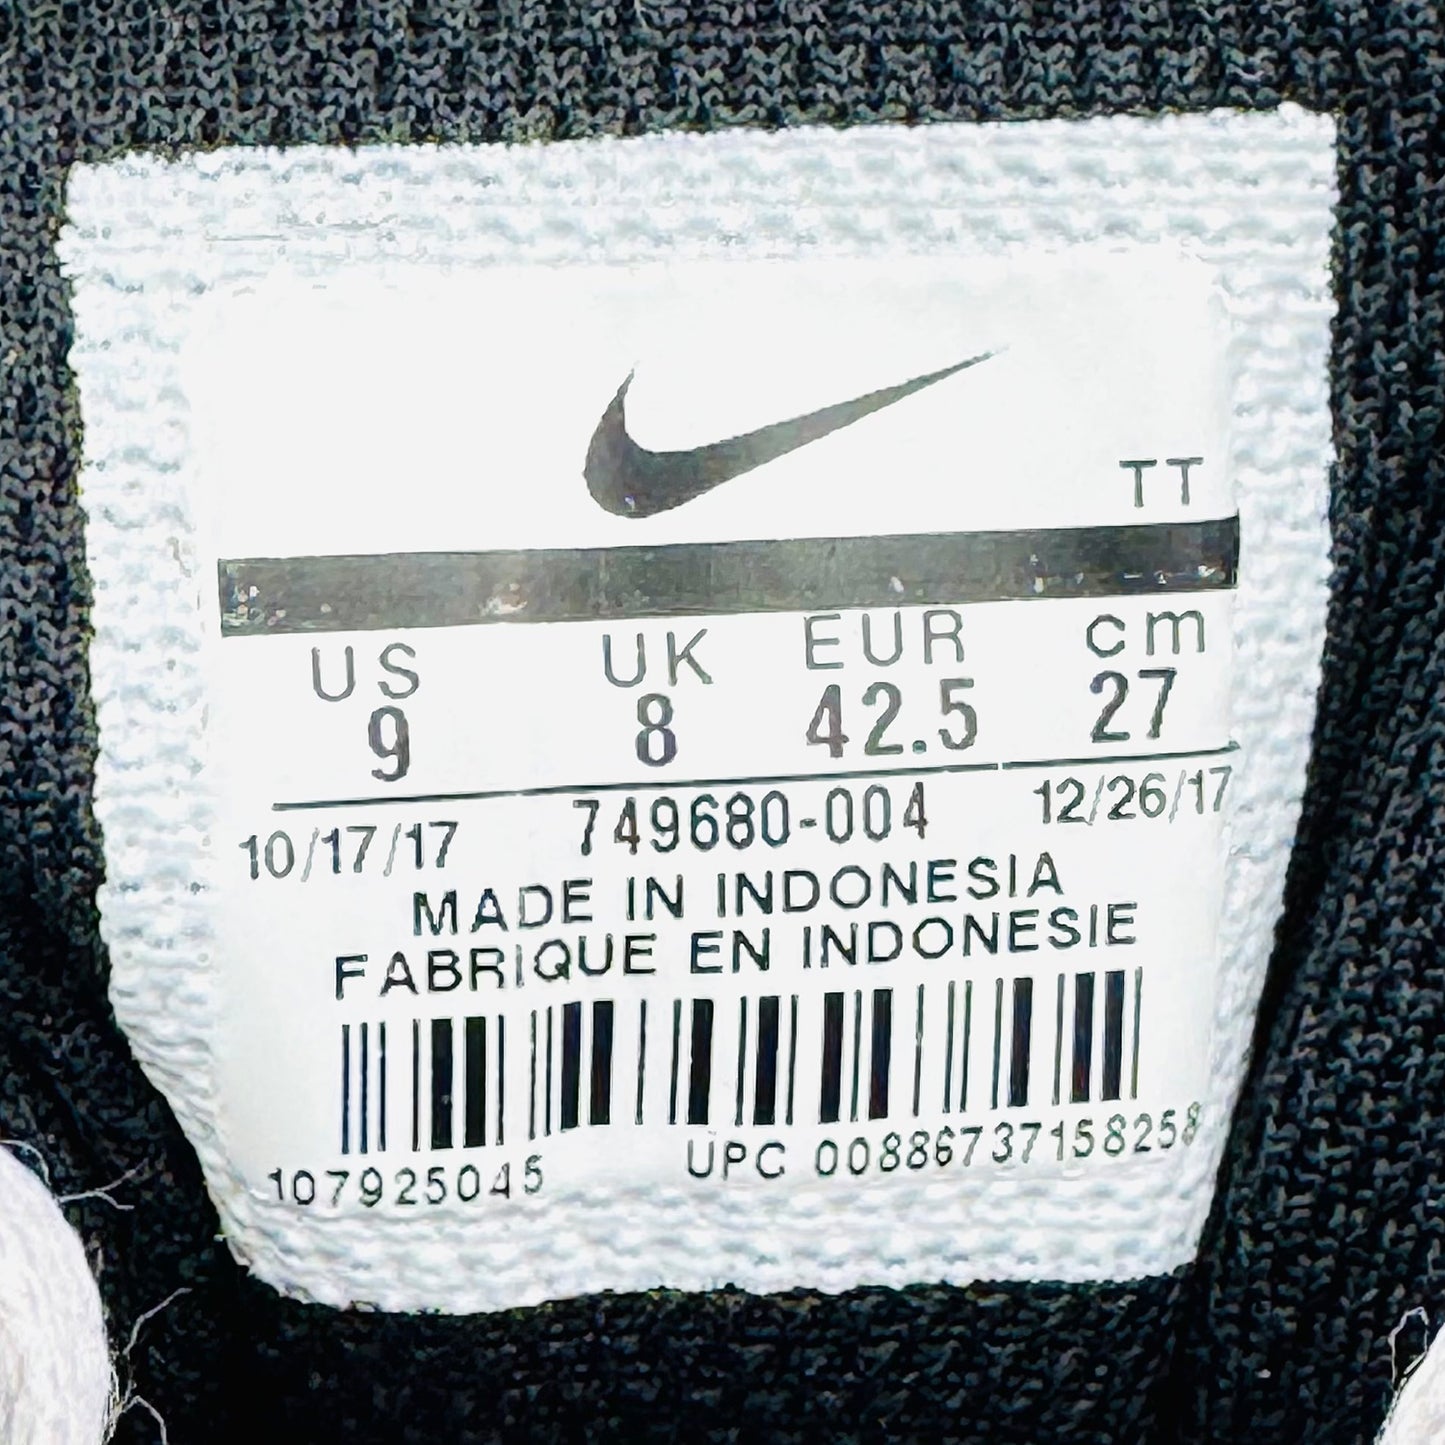 TT
US UK EUR cm
9 8 42.5 27
10/17/17 749680-004 12/26/17
MADE IN INDONESIA
FABRIQUE EN INDONESIE
107925045 UPC 00886737158258